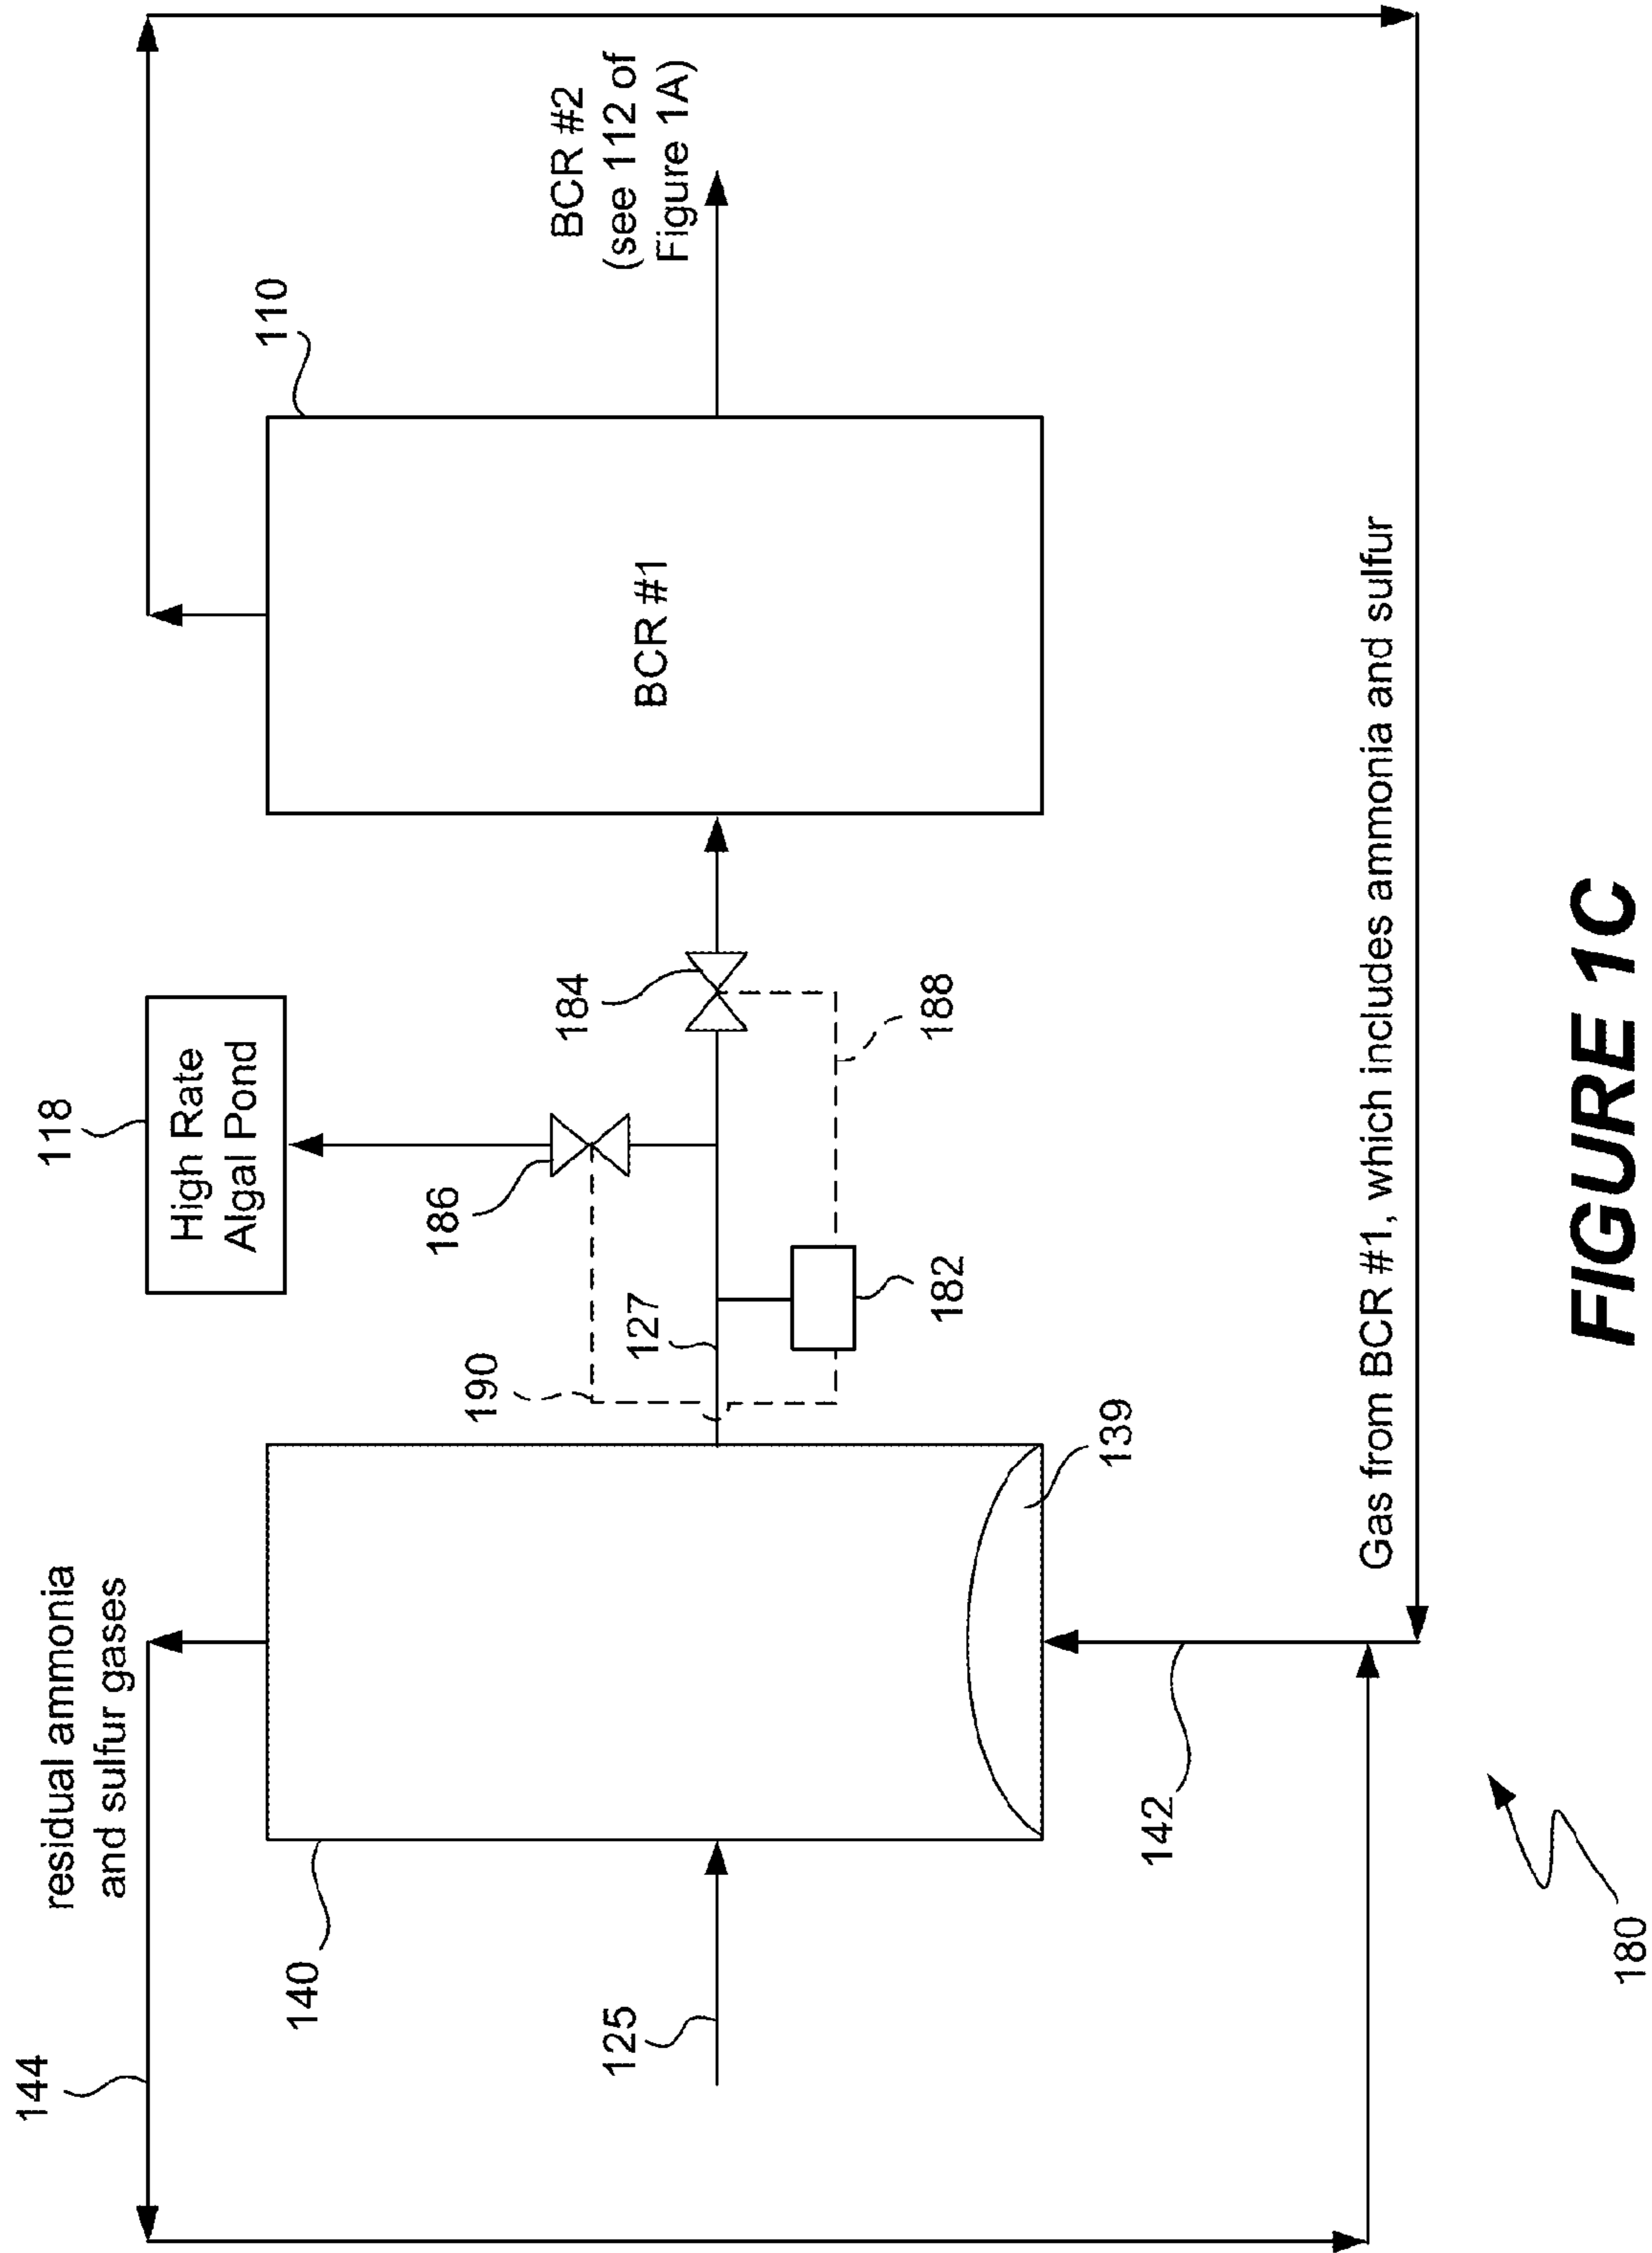 144
residual ammonia
and sulfur gases
118
High Rate
Algal Pond
110
BCR #2
(see 112 of
Figure 1A)
140
186
184
190
127
BCR #1
125
182
188
139
142
Gas from BCR #1, which includes ammonia and sulfur
180
FIGURE 1C